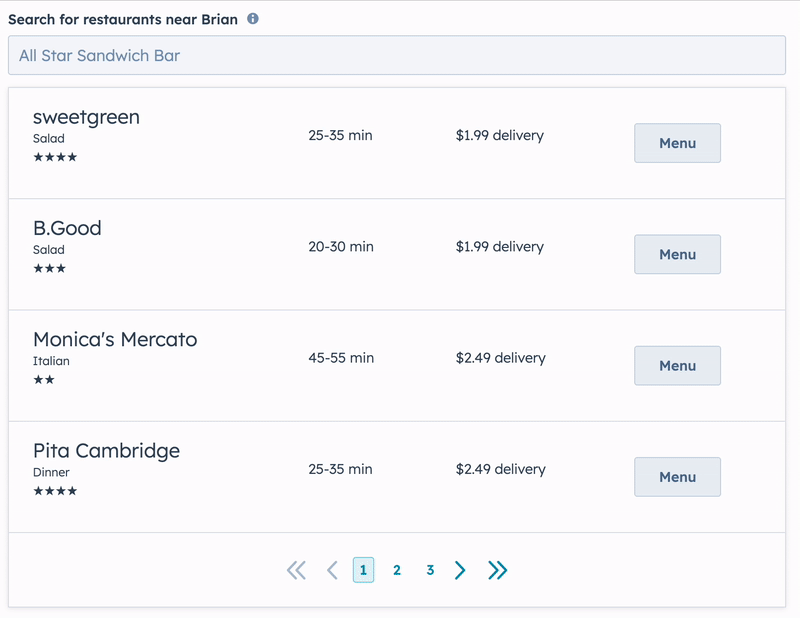 Search for restaurants near Brian
All Star Sandwich Bar
sweetgreen
Salad
★★★★
25-35 min
$1.99 delivery
Menu
B.Good
Salad
★★★
20-30 min
$1.99 delivery
Menu
Monica's Mercato
Italian
★★
45-55 min
$2.49 delivery
Menu
Pita Cambridge
Dinner
★★★★
25-35 min
$2.49 delivery
Menu
1 2 3